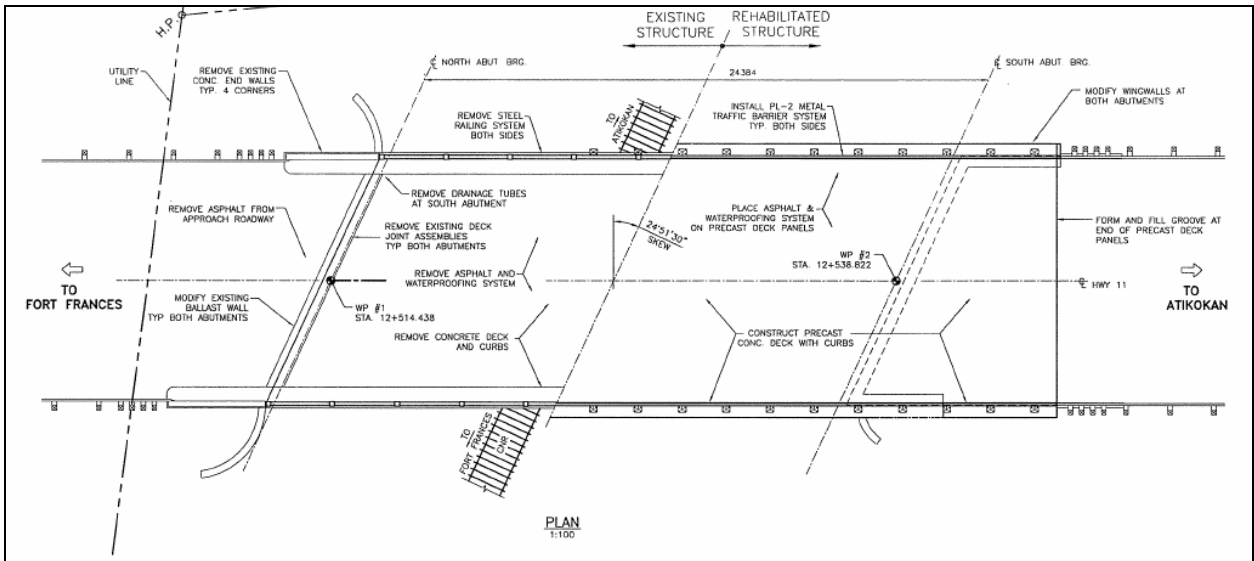 H.P.
EXISTING
STRUCTURE
REHABILITATED
STRUCTURE
UTILITY
LINE
REMOVE EXISTING
CONC. END WALLS
TYP. 4 CORNERS
℄ NORTH ABUT BRG.
24384
℄ SOUTH ABUT BRG.
REMOVE STEEL
RAILING SYSTEM
BOTH SIDES
TO
ATIKOKAN
INSTALL PL-2 METAL
TRAFFIC BARRIER SYSTEM
TYP. BOTH SIDES
MODIFY WINGWALLS AT
BOTH ABUTMENTS
REMOVE ASPHALT FROM
APPROACH ROADWAY
REMOVE DRAINAGE TUBES
AT SOUTH ABUTMENT
REMOVE EXISTING DECK
JOINT ASSEMBLIES
TYP BOTH ABUTMENTS
24°51'30"
SKEW
PLACE ASPHALT &
WATERPROOFING SYSTEM
ON PRECAST DECK PANELS
FORM AND FILL GROOVE AT
END OF PRECAST DECK
PANELS
WP #2
STA. 12+538.822
REMOVE ASPHALT AND
WATERPROOFING SYSTEM
TO
FORT FRANCES
℄ HWY 11
TO
ATIKOKAN
MODIFY EXISTING
BALLAST WALL
TYP BOTH ABUTMENTS
WP #1
STA. 12+514.438
REMOVE CONCRETE DECK
AND CURBS
CONSTRUCT PRECAST
CONC. DECK WITH CURBS
TO
FORT FRANCES
CNR
PLAN
1:100